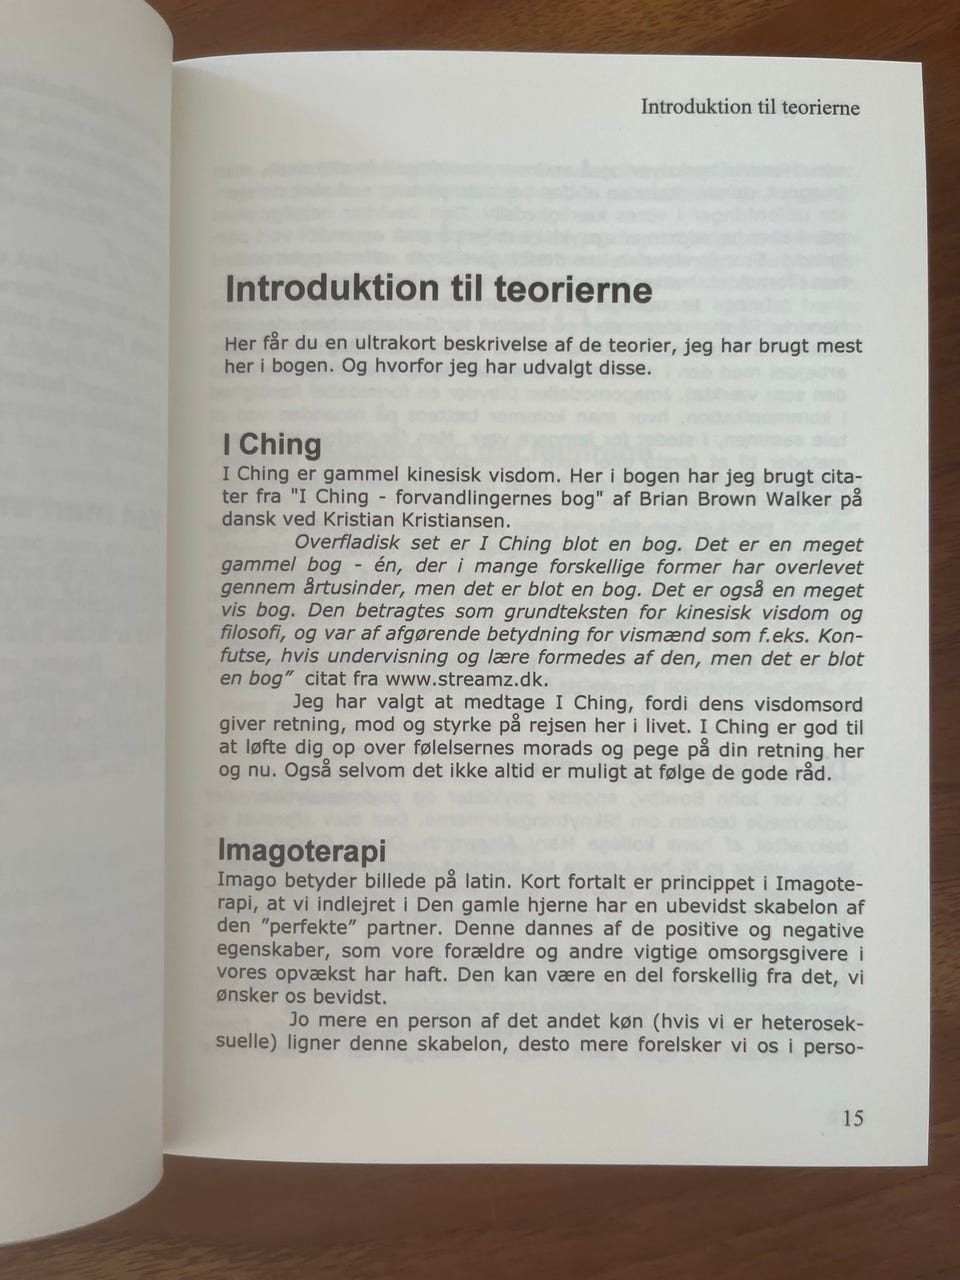 Introduktion til teorierne
Introduktion til teorierne
Her får du en ultrakort beskrivelse af de teorier, jeg har brugt mest
her i bogen. Og hvorfor jeg har udvalgt disse.
I Ching
I Ching er gammel kinesisk visdom. Her i bogen har jeg brugt cita-
ter fra "I Ching - forvandlingernes bog" af Brian Brown Walker på
dansk ved Kristian Kristiansen.
Overfladisk set er I Ching blot en bog. Det er en meget
gammel bog - én, der i mange forskellige former har overlevet
gennem årtusinder, men det er blot en bog. Det er også en meget
vis bog. Den betragtes som grundteksten for kinesisk visdom og
filosofi, og var af afgørende betydning for vismænd som f.eks. Kon-
futse, hvis undervisning og lære formedes af den, men det er blot
en bog” citat fra www.streamz.dk.
Jeg har valgt at medtage I Ching, fordi dens visdomsord
giver retning, mod og styrke på rejsen her i livet. I Ching er god til
at løfte dig op over følelsernes morads og pege på din retning her
og nu. Også selvom det ikke altid er muligt at følge de gode råd.
Imagoterapi
Imago betyder billede på latin. Kort fortalt er princippet i Imagote-
rapi, at vi indlejret i Den gamle hjerne har en ubevidst skabelon af
den ”perfekte” partner. Denne dannes af de positive og negative
egenskaber, som vore forældre og andre vigtige omsorgsgivere i
vores opvækst har haft. Den kan være en del forskellig fra det, vi
ønsker os bevidst.
Jo mere en person af det andet køn (hvis vi er heterosek-
suelle) ligner denne skabelon, desto mere forelsker vi os i perso-
15